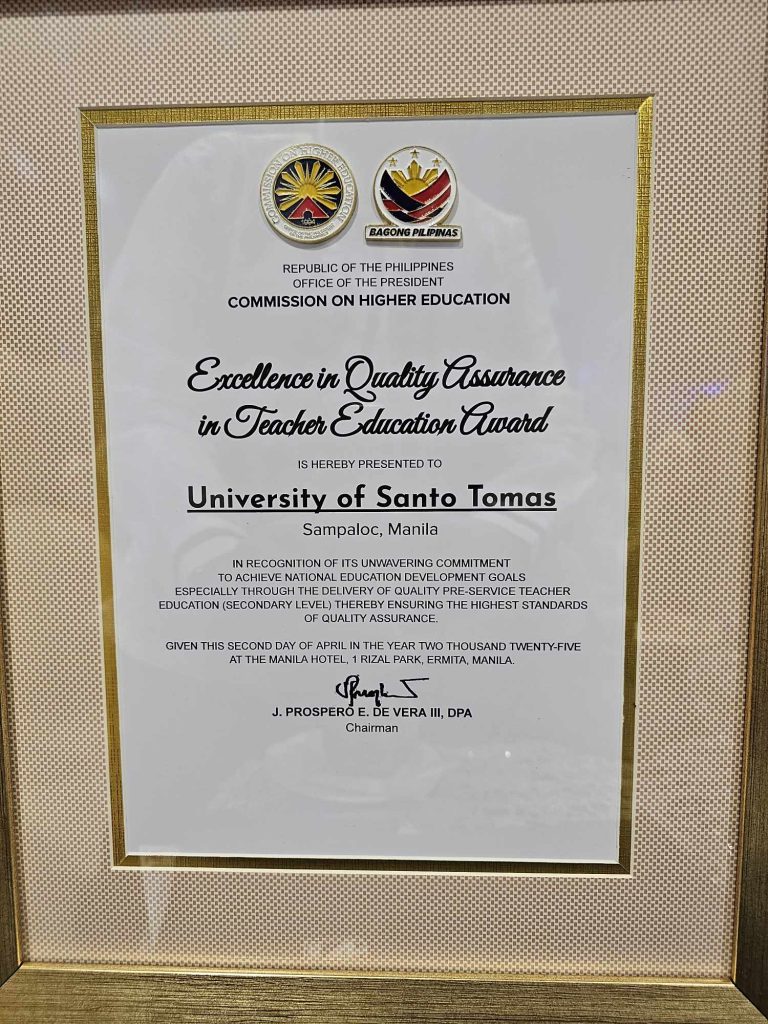 COMMISSION ON HIGHER EDUCATION
BAGONG PILIPINAS
REPUBLIC OF THE PHILIPPINES
OFFICE OF THE PRESIDENT
COMMISSION ON HIGHER EDUCATION
Excellence in Quality Assurance
in Teacher Education Award
IS HEREBY PRESENTED TO
University of Santo Tomas
Sampaloc, Manila
IN RECOGNITION OF ITS UNWAVERING COMMITMENT
TO ACHIEVE NATIONAL EDUCATION DEVELOPMENT GOALS
ESPECIALLY THROUGH THE DELIVERY OF QUALITY PRE-SERVICE TEACHER
EDUCATION (SECONDARY LEVEL) THEREBY ENSURING THE HIGHEST STANDARDS
OF QUALITY ASSURANCE.
GIVEN THIS SECOND DAY OF APRIL IN THE YEAR TWO THOUSAND TWENTY-FIVE
AT THE MANILA HOTEL, 1 RIZAL PARK, ERMITA, MANILA.
J. PROSPERO E. DE VERA III, DPA
Chairman